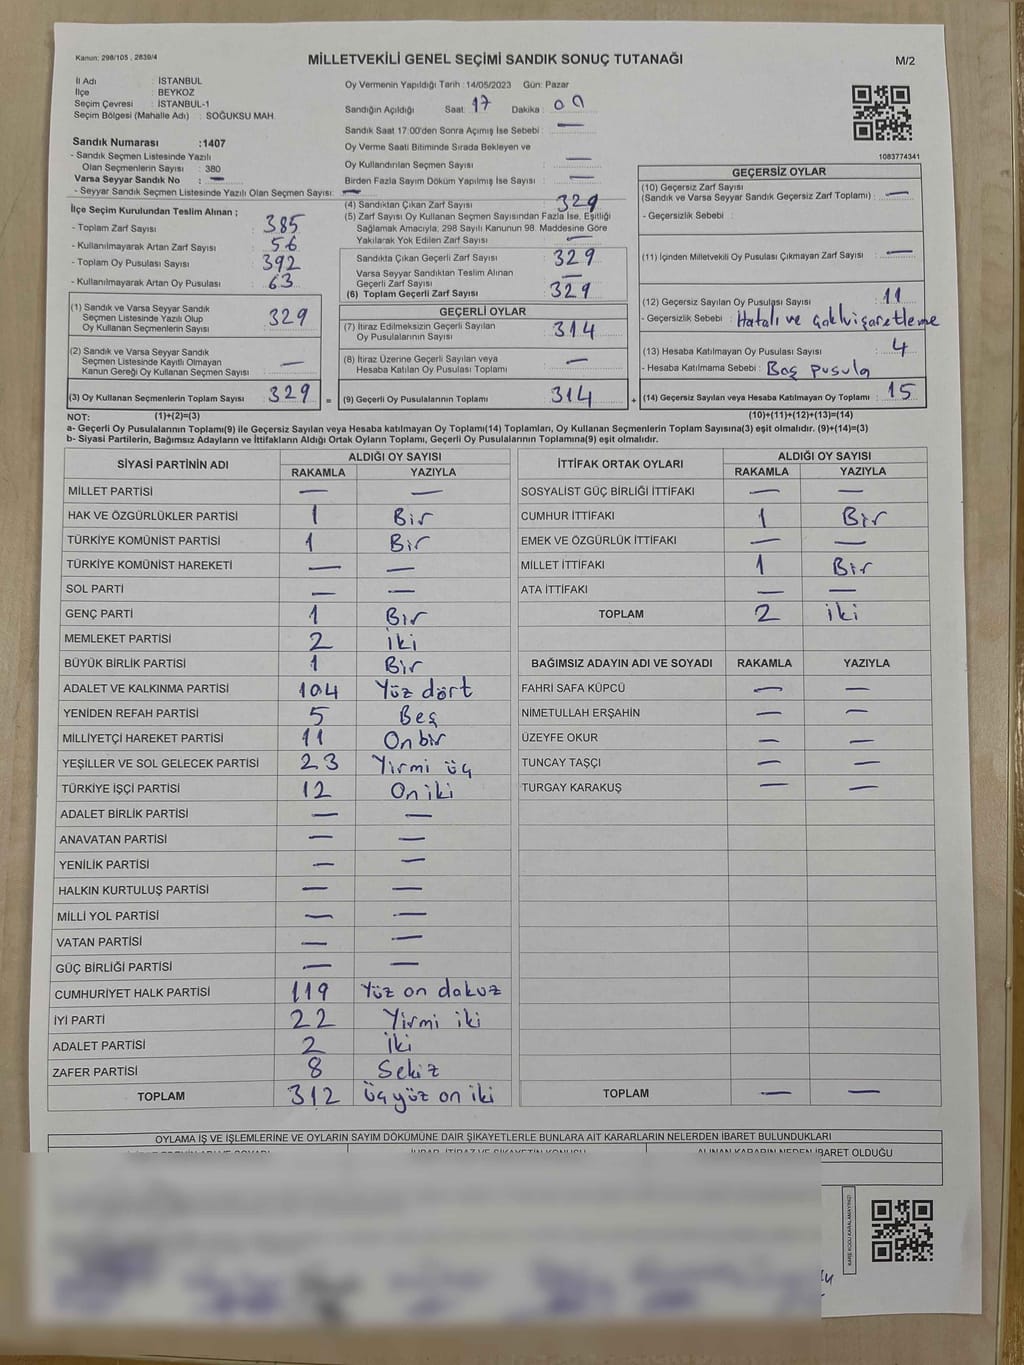 Kanun: 298/105 , 2839/4
MİLLETVEKİLİ GENEL SEÇİMİ SANDIK SONUÇ TUTANAĞI
M/2
İl Adı : İSTANBUL
İlçe : BEYKOZ
Seçim Çevresi : İSTANBUL-1
Seçim Bölgesi (Mahalle Adı) : SOĞUKSU MAH.
Sandık Numarası :1407
- Sandık Seçmen Listesinde Yazılı
Olan Seçmenlerin Sayısı : 380
Varsa Seyyar Sandık No : —
- Seyyar Sandık Seçmen Listesinde Yazılı Olan Seçmen Sayısı: —
Oy Vermenin Yapıldığı Tarih : 14/05/2023 Gün: Pazar
Sandığın Açıldığı Saat: 17 Dakika : 09
Sandık Saat 17:00'den Sonra Açımış İse Sebebi : —
Oy Verme Saati Bitiminde Sırada Bekleyen ve
Oy Kullandırılan Seçmen Sayısı : —
Birden Fazla Sayım Döküm Yapılmış İse Sayısı : —
1083774341
İlçe Seçim Kurulundan Teslim Alınan ;
- Toplam Zarf Sayısı : 385
- Kullanılmayarak Artan Zarf Sayısı : 56
- Toplam Oy Pusulası Sayısı : 392
- Kullanılmayarak Artan Oy Pusulası : 63
(1) Sandık ve Varsa Seyyar Sandık
Seçmen Listesinde Yazılı Olup
Oy Kullanan Seçmenlerin Sayısı : 329
(2) Sandık ve Varsa Seyyar Sandık
Seçmen Listesinde Kayıtlı Olmayan
Kanun Gereği Oy Kullanan Seçmen Sayısı : —
(3) Oy Kullanan Seçmenlerin Toplam Sayısı : 329 =
(4) Sandıktan Çıkan Zarf Sayısı : 329
(5) Zarf Sayısı Oy Kullanan Seçmen Sayısından Fazla İse, Eşitliği
Sağlamak Amacıyla, 298 Sayılı Kanunun 98. Maddesine Göre
Yakılarak Yok Edilen Zarf Sayısı : —
Sandıkta Çıkan Geçerli Zarf Sayısı : 329
Varsa Seyyar Sandıktan Teslim Alınan
Geçerli Zarf Sayısı : —
(6) Toplam Geçerli Zarf Sayısı : 329
GEÇERLİ OYLAR
(7) İtiraz Edilmeksizin Geçerli Sayılan
Oy Pusulalarının Sayısı : 314
(8) İtiraz Üzerine Geçerli Sayılan veya
Hesaba Katılan Oy Pusulası Toplamı : —
(9) Geçerli Oy Pusulalarının Toplamı : 314 +
GEÇERSİZ OYLAR
(10) Geçersiz Zarf Sayısı
(Sandık ve Varsa Seyyar Sandık Geçersiz Zarf Toplamı) : —
- Geçersizlik Sebebi :
(11) İçinden Milletvekili Oy Pusulası Çıkmayan Zarf Sayısı : —
(12) Geçersiz Sayılan Oy Pusulası Sayısı : 11
- Geçersizlik Sebebi : Hatalı ve çoklu işaretleme
(13) Hesaba Katılmayan Oy Pusulası Sayısı : 4
- Hesaba Katılmama Sebebi : Boş pusula
(14) Geçersiz Sayılan veya Hesaba Katılmayan Oy Toplamı : 15
NOT: (1)+(2)=(3) (10)+(11)+(12)+(13)=(14)
a- Geçerli Oy Pusulalarının Toplamı(9) ile Geçersiz Sayılan veya Hesaba katılmayan Oy Toplamı(14) Toplamları, Oy Kullanan Seçmenlerin Toplam Sayısına(3) eşit olmalıdır. (9)+(14)=(3)
b- Siyasi Partilerin, Bağımsız Adayların ve İttifakların Aldığı Ortak Oyların Toplamı, Geçerli Oy Pusulalarının Toplamına(9) eşit olmalıdır.
SİYASİ PARTİNİN ADI ALDIĞI OY SAYISI
RAKAMLA YAZIYLA
MİLLET PARTİSİ — —
HAK VE ÖZGÜRLÜKLER PARTİSİ 1 Bir
TÜRKİYE KOMÜNİST PARTİSİ 1 Bir
TÜRKİYE KOMÜNİST HAREKETİ — —
SOL PARTİ — —
GENÇ PARTİ 1 Bir
MEMLEKET PARTİSİ 2 iki
BÜYÜK BİRLİK PARTİSİ 1 Bir
ADALET VE KALKINMA PARTİSİ 104 Yüz dört
YENİDEN REFAH PARTİSİ 5 Beş
MİLLİYETÇİ HAREKET PARTİSİ 11 On bir
YEŞİLLER VE SOL GELECEK PARTİSİ 23 Yirmi üç
TÜRKİYE İŞÇİ PARTİSİ 12 On iki
ADALET BİRLİK PARTİSİ — —
ANAVATAN PARTİSİ — —
YENİLİK PARTİSİ — —
HALKIN KURTULUŞ PARTİSİ — —
MİLLİ YOL PARTİSİ — —
VATAN PARTİSİ — —
GÜÇ BİRLİĞİ PARTİSİ — —
CUMHURİYET HALK PARTİSİ 119 Yüz on dokuz
İYİ PARTİ 22 Yirmi iki
ADALET PARTİSİ 2 İki
ZAFER PARTİSİ 8 Sekiz
TOPLAM 312 üçyüz on iki
İTTİFAK ORTAK OYLARI ALDIĞI OY SAYISI
RAKAMLA YAZIYLA
SOSYALİST GÜÇ BİRLİĞİ İTTİFAKI — —
CUMHUR İTTİFAKI 1 Bir
EMEK VE ÖZGÜRLÜK İTTİFAKI — —
MİLLET İTTİFAKI 1 Bir
ATA İTTİFAKI — —
TOPLAM 2 iki
BAĞIMSIZ ADAYIN ADI VE SOYADI RAKAMLA YAZIYLA
FAHRİ SAFA KÜPCÜ — —
NİMETULLAH ERŞAHİN — —
ÜZEYFE OKUR — —
TUNCAY TAŞÇI — —
TURGAY KARAKUŞ — —
TOPLAM — —
OYLAMA İŞ VE İŞLEMLERİNE VE OYLARIN SAYIM DÖKÜMÜNE DAİR ŞİKAYETLERLE BUNLARA AİT KARARLARIN NELERDEN İBARET BULUNDUKLARI
ALINAN KARARIN NEDEN İBARET OLDUĞU
KARE KODU KARALAMAYINIZ!